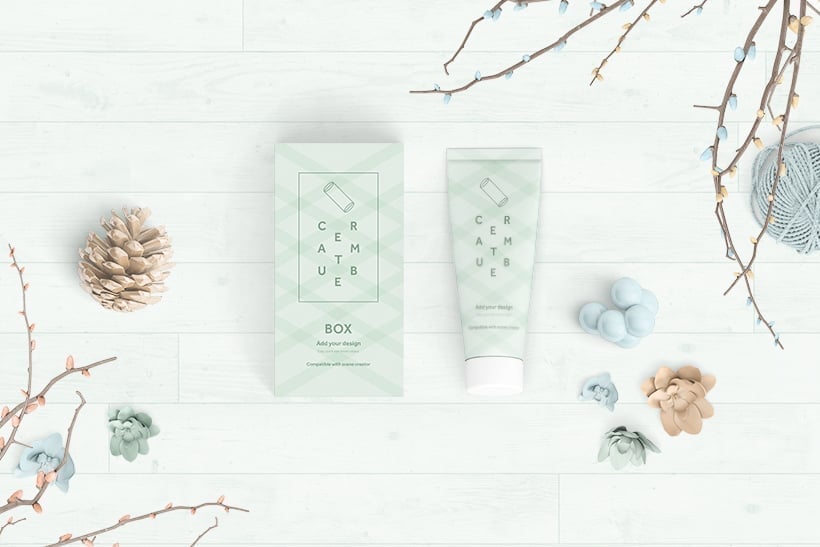 C R
E
A M
T
U B
E
BOX
Add your design
Compatible with scene creator
C R
E
A M
T
U B
E
Add your design
Compatible with scene creator